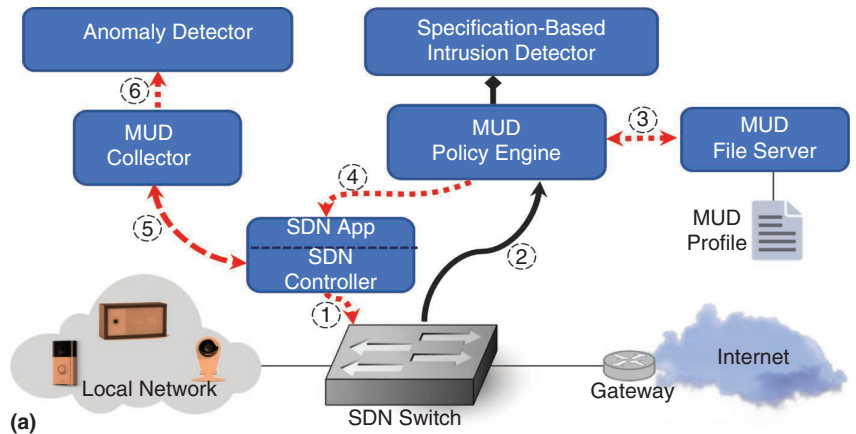 Anomaly Detector
Specification-Based
Intrusion Detector
6
MUD
Collector
MUD
Policy Engine
3
MUD
File Server
4
5
SDN App
SDN
Controller
2
MUD
Profile
1
Local Network
SDN Switch
Gateway
Internet
(a)